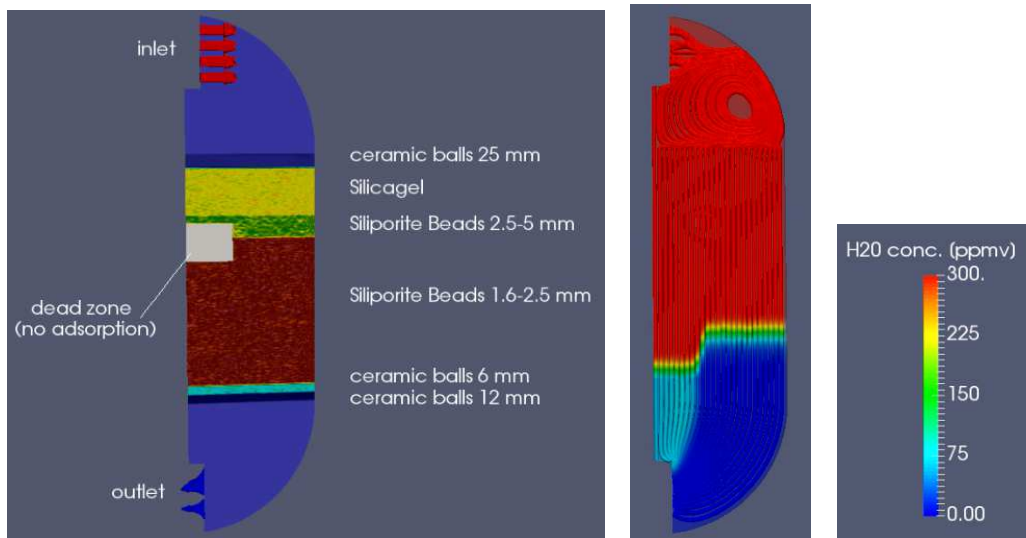 inlet
ceramic balls 25 mm
Silicagel
Siliporite Beads 2.5-5 mm
dead zone
(no adsorption)
Siliporite Beads 1.6-2.5 mm
ceramic balls 6 mm
ceramic balls 12 mm
outlet
H20 conc. (ppmv)
300.
225
150
75
0.00